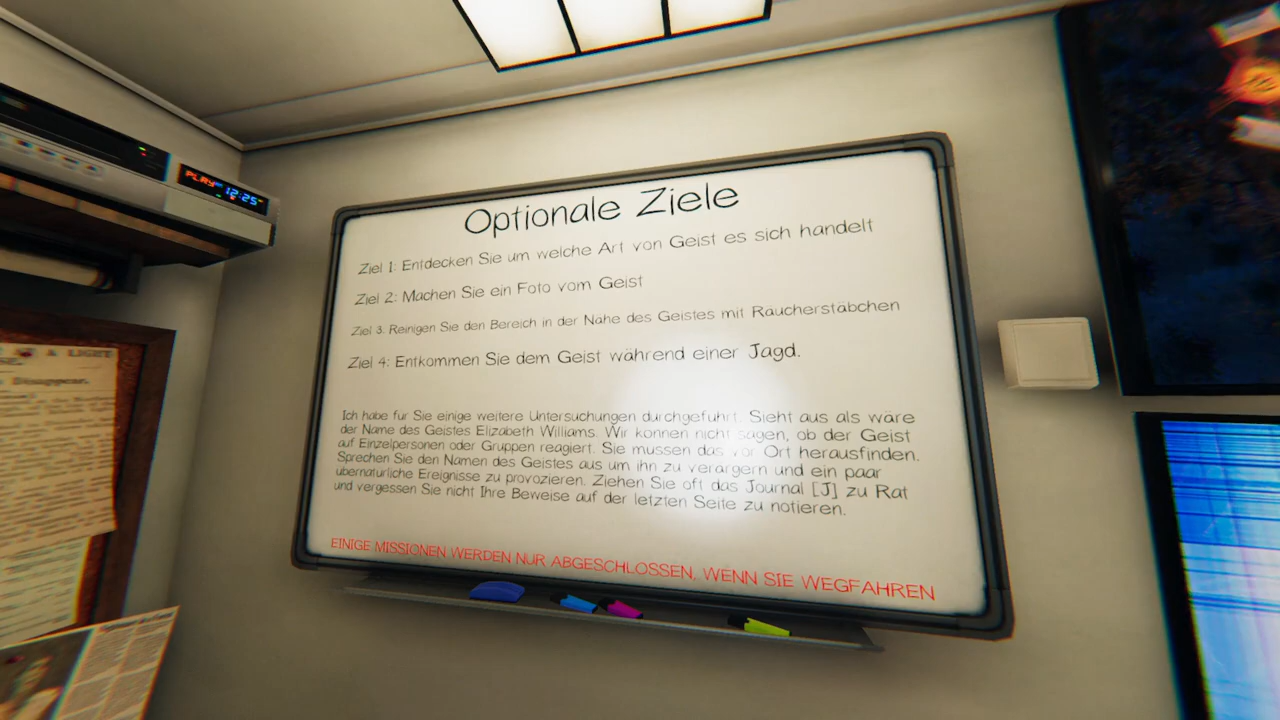 PLAY 12:25
A LIGHT
Disappear.
Optionale Ziele
Ziel 1: Entdecken Sie um welche Art von Geist es sich handelt
Ziel 2: Machen Sie ein Foto vom Geist
Ziel 3: Reinigen Sie den Bereich in der Nahe des Geistes mit Räucherstäbchen
Ziel 4: Entkommen Sie dem Geist während einer Jagd.
Ich habe für Sie einige weitere Untersuchungen durchgeführt. Sieht aus als wäre
der Name des Geistes Elizabeth Williams. Wir können nicht sagen, ob der Geist
auf Einzelpersonen oder Gruppen reagiert. Sie müssen das vor Ort herausfinden.
Sprechen Sie den Namen des Geistes aus um ihn zu verärgern und ein paar
übernatürliche Ereignisse zu provozieren. Ziehen Sie oft das Journal [J] zu Rat
und vergessen Sie nicht Ihre Beweise auf der letzten Seite zu notieren.
EINIGE MISSIONEN WERDEN NUR ABGESCHLOSSEN, WENN SIE WEGFAHREN